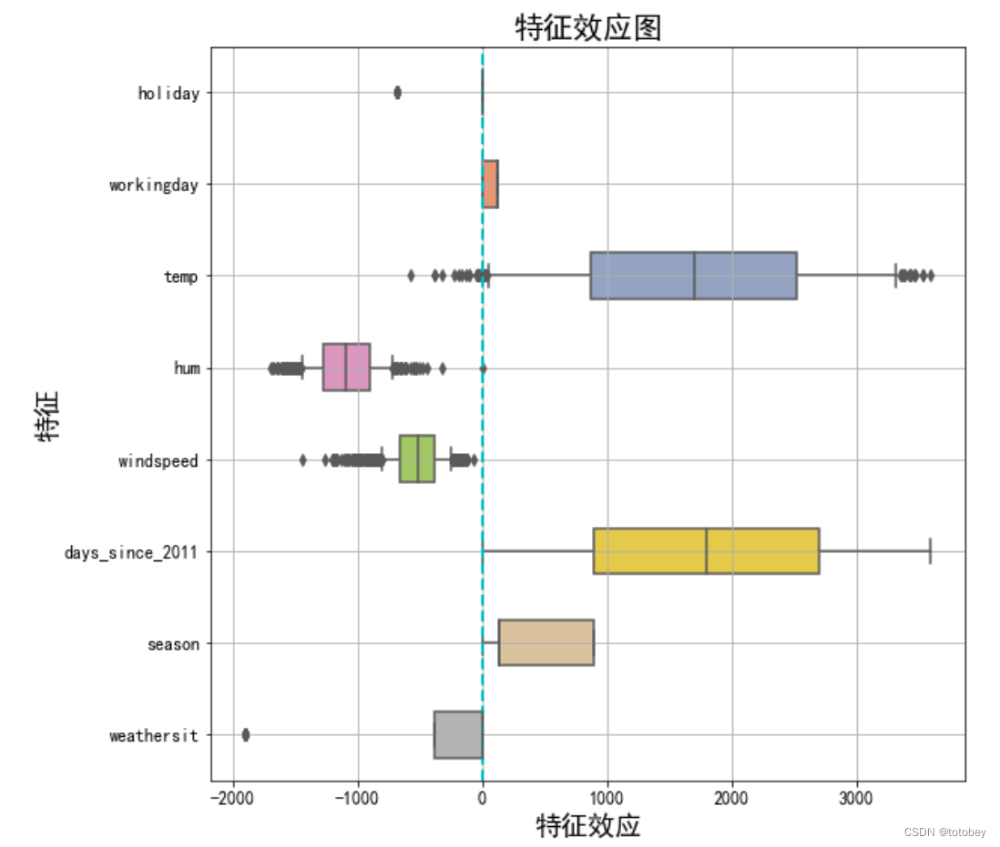 特征效应图
holiday
workingday
temp
hum
windspeed
days_since_2011
season
weathersit
特征
-2000 -1000 0 1000 2000 3000
特征效应
CSDN @totobey